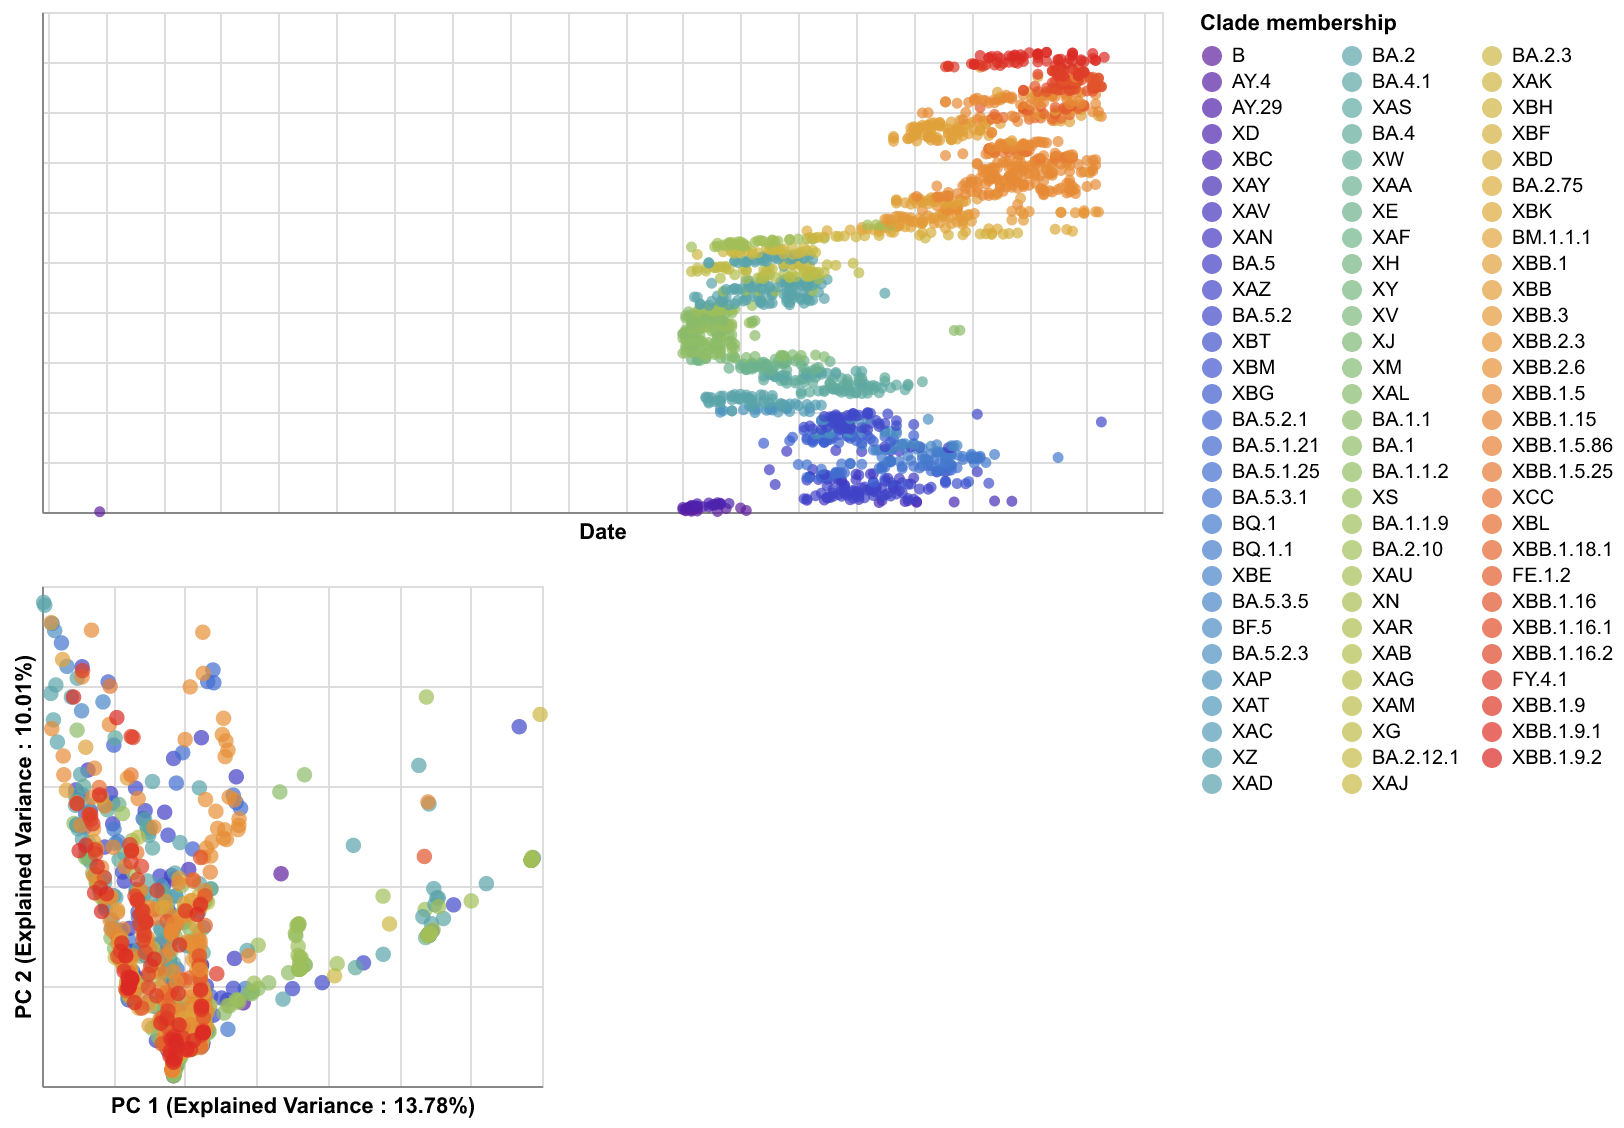 Clade membership
B
AY.4
AY.29
XD
XBC
XAY
XAV
XAN
BA.5
XAZ
BA.5.2
XBT
XBM
XBG
BA.5.2.1
BA.5.1.21
BA.5.1.25
BA.5.3.1
BQ.1
BQ.1.1
XBE
BA.5.3.5
BF.5
BA.5.2.3
XAP
XAT
XAC
XZ
XAD
BA.2
BA.4.1
XAS
BA.4
XW
XAA
XE
XAF
XH
XY
XV
XJ
XM
XAL
BA.1.1
BA.1
BA.1.1.2
XS
BA.1.1.9
BA.2.10
XAU
XN
XAR
XAB
XAG
XAM
XG
BA.2.12.1
XAJ
BA.2.3
XAK
XBH
XBF
XBD
BA.2.75
XBK
BM.1.1.1
XBB.1
XBB
XBB.3
XBB.2.3
XBB.2.6
XBB.1.5
XBB.1.15
XBB.1.5.86
XBB.1.5.25
XCC
XBL
XBB.1.18.1
FE.1.2
XBB.1.16
XBB.1.16.1
XBB.1.16.2
FY.4.1
XBB.1.9
XBB.1.9.1
XBB.1.9.2
Date
PC 2 (Explained Variance : 10.01%)
PC 1 (Explained Variance : 13.78%)